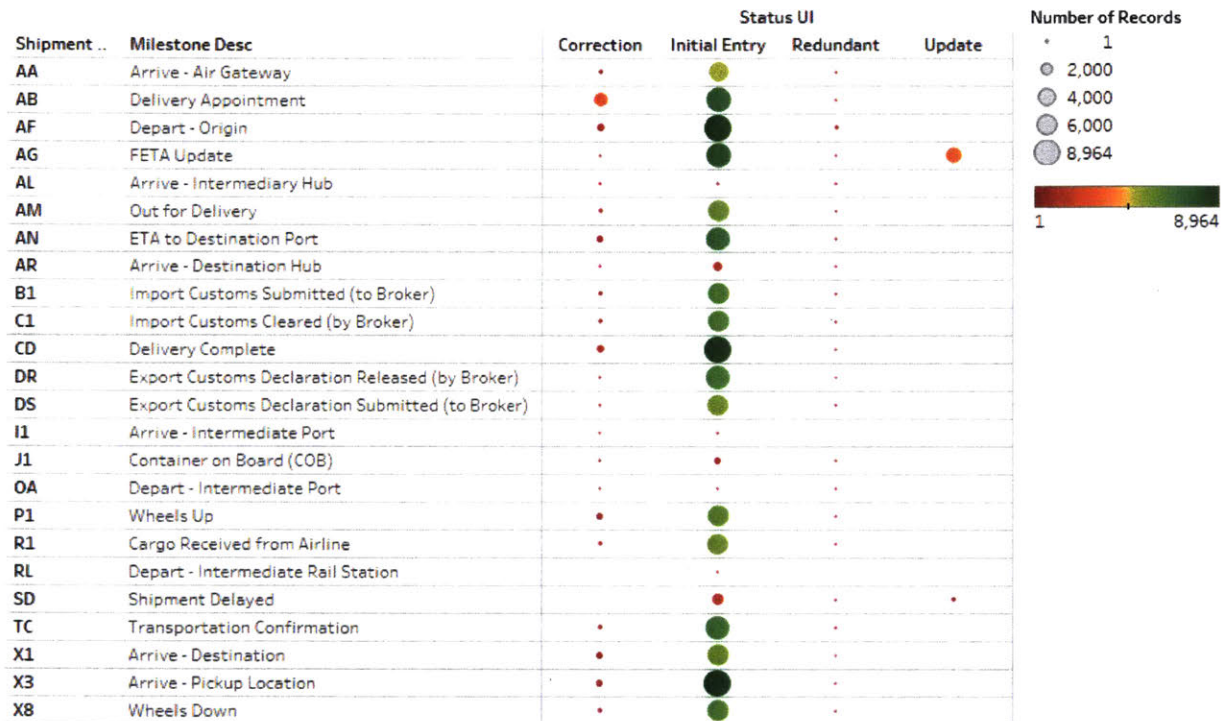 Status UI
Shipment .. Milestone Desc Correction Initial Entry Redundant Update
AA Arrive - Air Gateway
AB Delivery Appointment
AF Depart - Origin
AG FETA Update
AL Arrive - Intermediary Hub
AM Out for Delivery
AN ETA to Destination Port
AR Arrive - Destination Hub
B1 Import Customs Submitted (to Broker)
C1 Import Customs Cleared (by Broker)
CD Delivery Complete
DR Export Customs Declaration Released (by Broker)
DS Export Customs Declaration Submitted (to Broker)
I1 Arrive - Intermediate Port
J1 Container on Board (COB)
OA Depart - Intermediate Port
P1 Wheels Up
R1 Cargo Received from Airline
RL Depart - Intermediate Rail Station
SD Shipment Delayed
TC Transportation Confirmation
X1 Arrive - Destination
X3 Arrive - Pickup Location
X8 Wheels Down
Number of Records
1
2,000
4,000
6,000
8,964
1 8,964